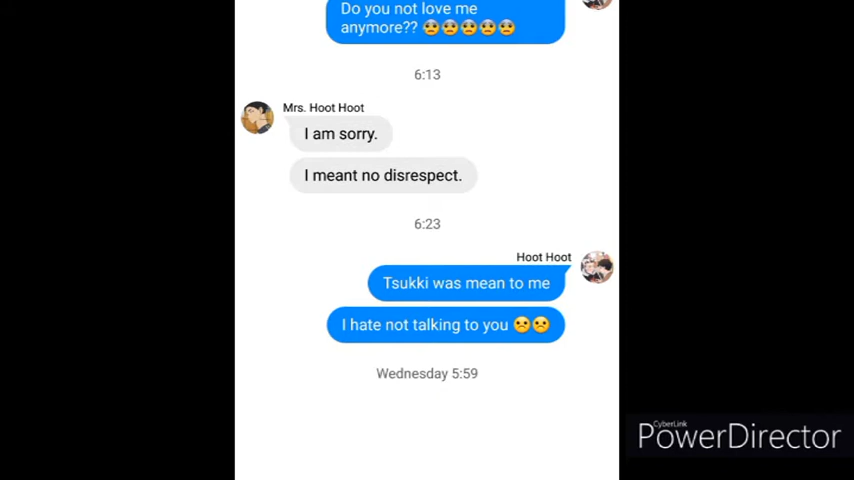 Do you not love me
anymore?? 😰😰😰😰😰
6:13
Mrs. Hoot Hoot
I am sorry.
I meant no disrespect.
6:23
Hoot Hoot
Tsukki was mean to me
I hate not talking to you ☹️☹️
Wednesday 5:59
CyberLink
PowerDirector